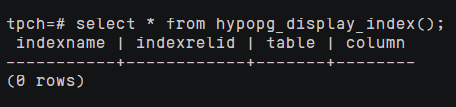 tpch=# select * from hypopg_display_index();
 indexname | indexrelid | table | column
-----------+------------+-------+--------
(0 rows)